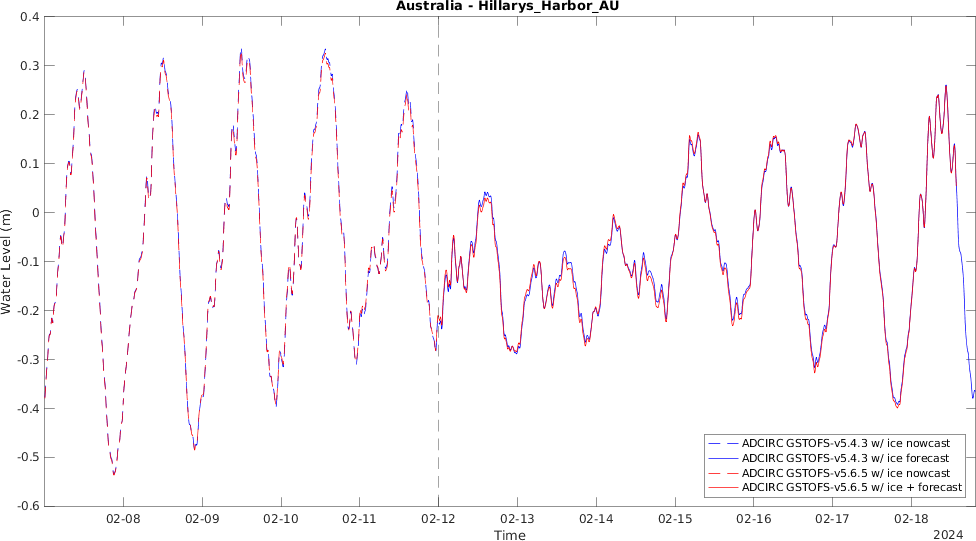 Australia - Hillarys_Harbor_AU
Water Level (m)
0.4
0.3
0.2
0.1
0
-0.1
-0.2
-0.3
-0.4
-0.5
-0.6
ADCIRC GSTOFS-v5.4.3 w/ ice nowcast
ADCIRC GSTOFS-v5.4.3 w/ ice forecast
ADCIRC GSTOFS-v5.6.5 w/ ice nowcast
ADCIRC GSTOFS-v5.6.5 w/ ice + forecast
02-08 02-09 02-10 02-11 02-12 02-13 02-14 02-15 02-16 02-17 02-18
Time
2024